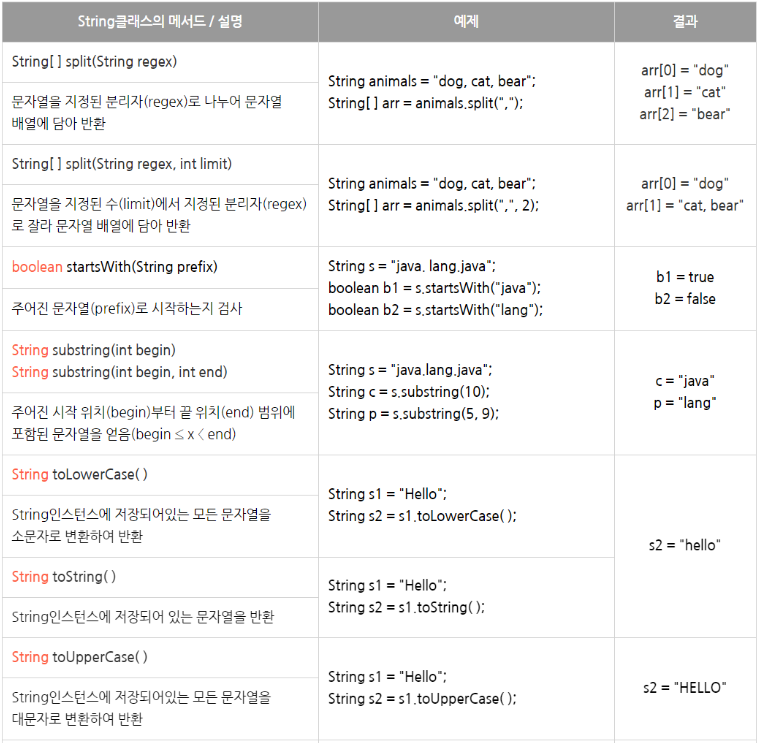 String클래스의 메서드 / 설명
예제
결과
String[ ] split(String regex)
문자열을 지정된 분리자(regex)로 나누어 문자열
배열에 담아 반환
String animals = "dog, cat, bear";
String[ ] arr = animals.split(",");
arr[0] = "dog"
arr[1] = "cat"
arr[2] = "bear"
String[ ] split(String regex, int limit)
문자열을 지정된 수(limit)에서 지정된 분리자(regex)
로 잘라 문자열 배열에 담아 반환
String animals = "dog, cat, bear";
String[ ] arr = animals.split(",", 2);
arr[0] = "dog"
arr[1] = "cat, bear"
boolean startsWith(String prefix)
주어진 문자열(prefix)로 시작하는지 검사
String s = "java. lang.java";
boolean b1 = s.startsWith("java");
boolean b2 = s.startsWith("lang");
b1 = true
b2 = false
String substring(int begin)
String substring(int begin, int end)
주어진 시작 위치(begin)부터 끝 위치(end) 범위에
포함된 문자열을 얻음(begin ≤ x < end)
String s = "java.lang.java";
String c = s.substring(10);
String p = s.substring(5, 9);
c = "java"
p = "lang"
String toLowerCase( )
String인스턴스에 저장되어있는 모든 문자열을
소문자로 변환하여 반환
String s1 = "Hello";
String s2 = s1.toLowerCase( );
s2 = "hello"
String toString( )
String인스턴스에 저장되어 있는 문자열을 반환
String s1 = "Hello";
String s2 = s1.toString( );
String toUpperCase( )
String인스턴스에 저장되어있는 모든 문자열을
대문자로 변환하여 반환
String s1 = "Hello";
String s2 = s1.toUpperCase( );
s2 = "HELLO"